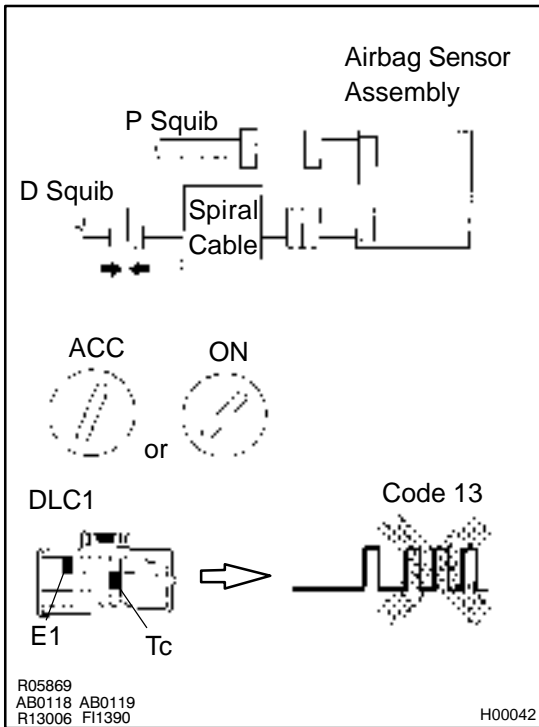 Airbag Sensor
Assembly
P Squib
D Squib
Spiral
Cable
ACC
ON
or
DLC1
Code 13
E1
Tc
R05869
AB0118 AB0119
R13006 FI1390
H00042